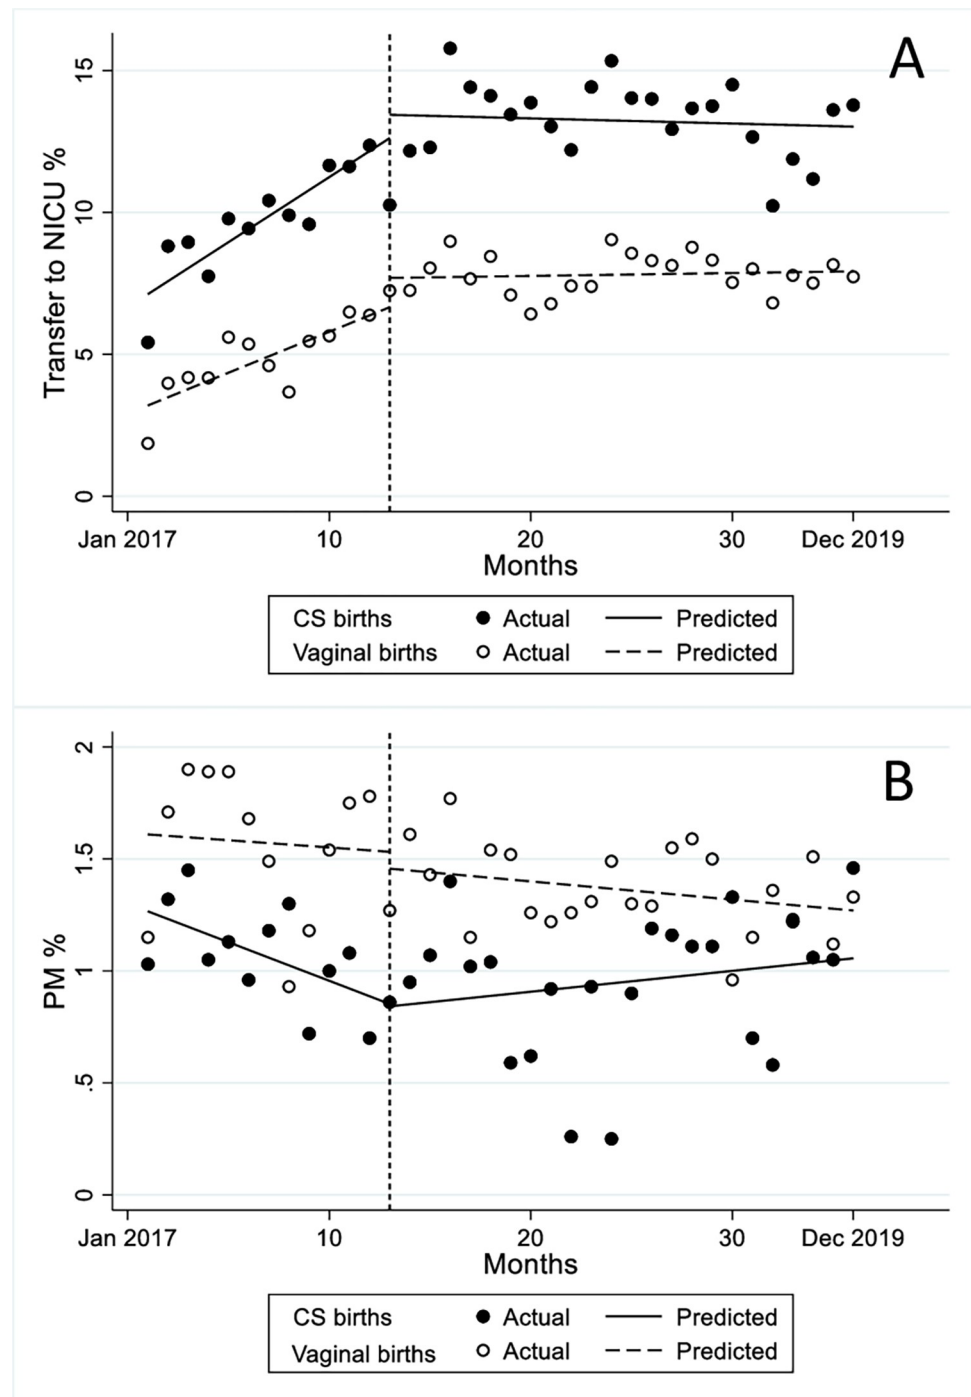 A
Transfer to NICU %
15
10
5
0
Jan 2017 10 20 30 Dec 2019
Months
CS births Actual Predicted
Vaginal births Actual Predicted
B
PM %
2
1.5
1
.5
0
Jan 2017 10 20 30 Dec 2019
Months
CS births Actual Predicted
Vaginal births Actual Predicted